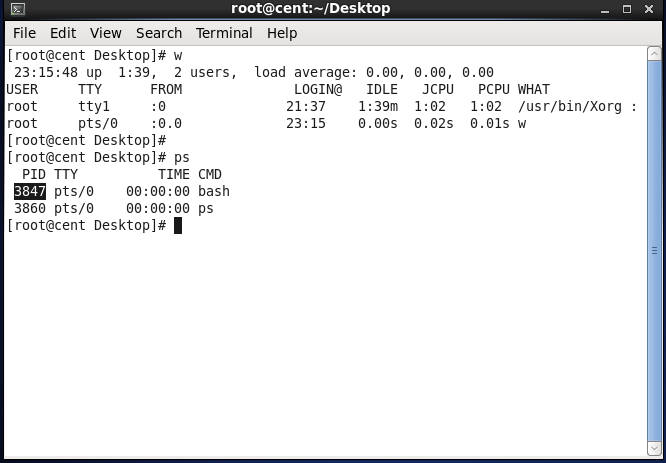 root@cent:~/Desktop
File Edit View Search Terminal Help
[root@cent Desktop]# w
 23:15:48 up  1:39,  2 users,  load average: 0.00, 0.00, 0.00
USER     TTY      FROM              LOGIN@   IDLE   JCPU   PCPU WHAT
root     tty1     :0               21:37    1:39m  1:02   1:02  /usr/bin/Xorg :
root     pts/0    :0.0             23:15    0.00s  0.02s  0.01s w
[root@cent Desktop]#
[root@cent Desktop]# ps
  PID TTY          TIME CMD
 3847 pts/0    00:00:00 bash
 3860 pts/0    00:00:00 ps
[root@cent Desktop]#